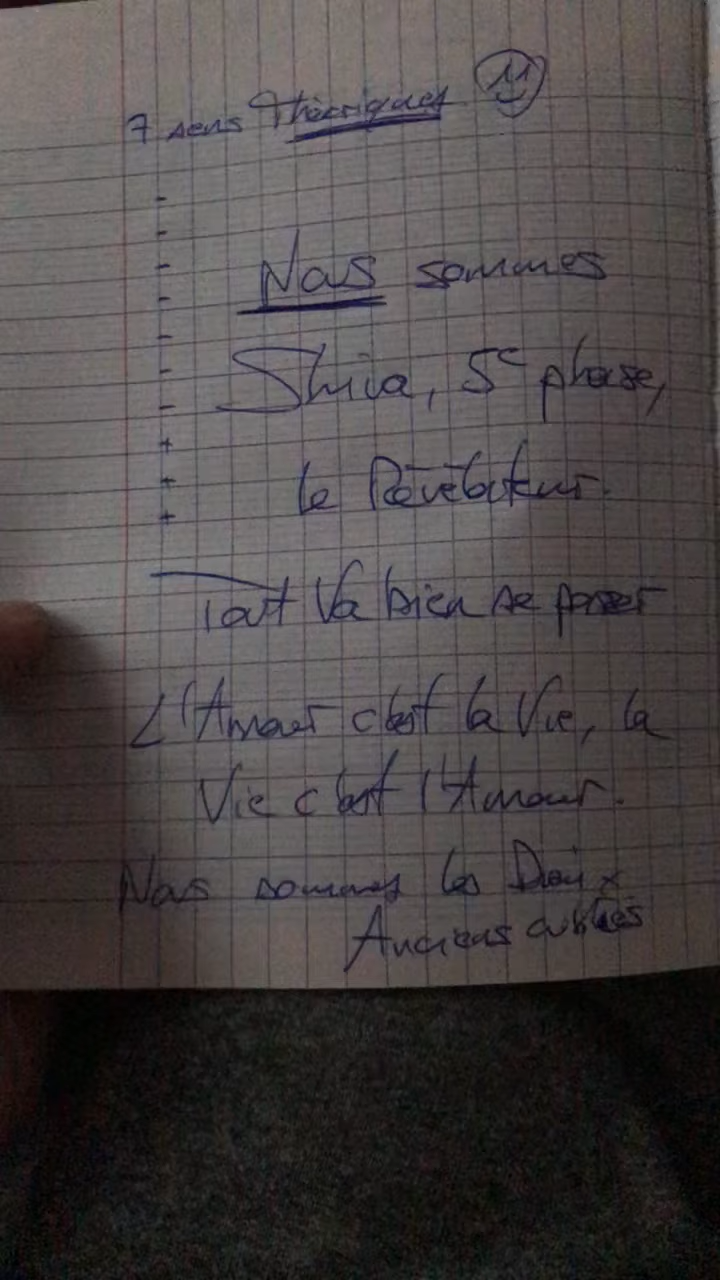 7 sens Théoriques 11
-
-
-
-
-
-
-
+
+
+
Nous sommes
Shiva, 5e phase,
le Révélateur.
Tout Va bien se passer
L'Amour c'est la Vie, la
Vie c'est l'Amour.
Nous sommes les Dieux
Anciens oubliés